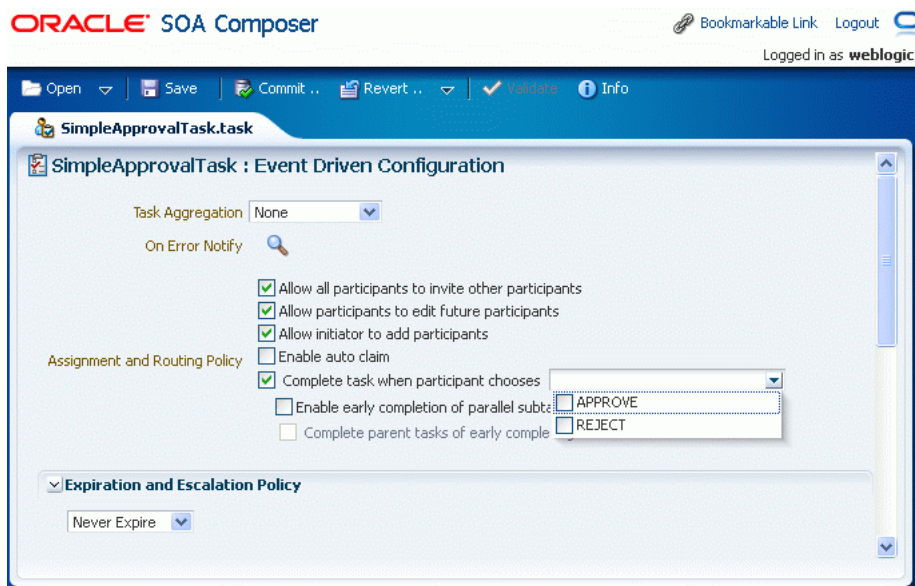 ORACLE SOA Composer
Bookmarkable Link Logout
Logged in as weblogic
Open Save Commit .. Revert .. Validate Info
SimpleApprovalTask.task
SimpleApprovalTask : Event Driven Configuration
Task Aggregation None
On Error Notify
Allow all participants to invite other participants
Allow participants to edit future participants
Allow initiator to add participants
Assignment and Routing Policy
Enable auto claim
Complete task when participant chooses
Enable early completion of parallel
APPROVE
REJECT
Complete parent tasks of early
Expiration and Escalation Policy
Never Expire